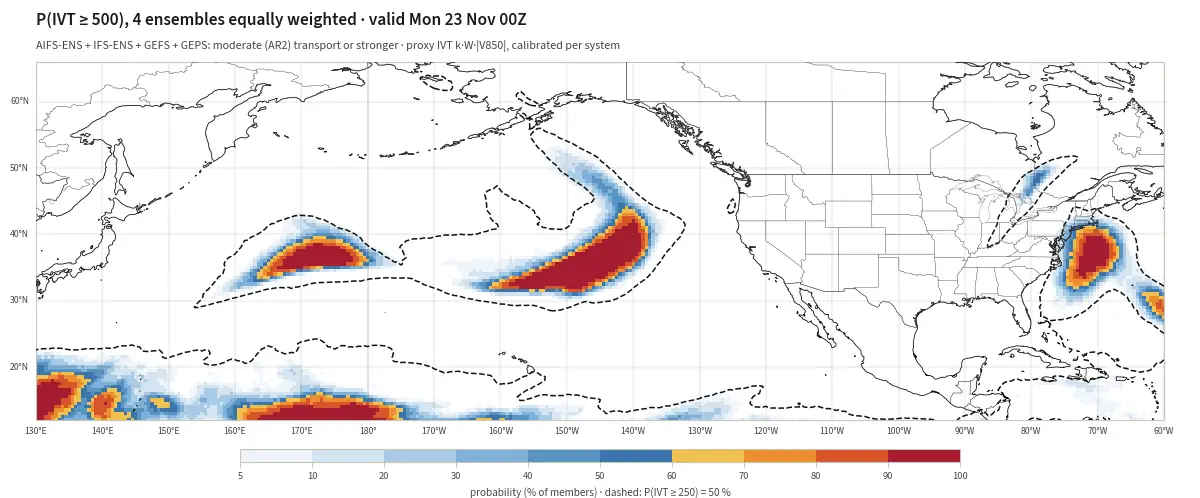 P(IVT ≥ 500), 4 ensembles equally weighted · valid Mon 23 Nov 00Z
AIFS-ENS + IFS-ENS + GEFS + GEPS: moderate (AR2) transport or stronger · proxy IVT k·W·|V850|, calibrated per system
60°N
50°N
40°N
30°N
20°N
130°E 140°E 150°E 160°E 170°E 180° 170°W 160°W 150°W 140°W 130°W 120°W 110°W 100°W 90°W 80°W 70°W 60°W
5 10 20 30 40 50 60 70 80 90 100
probability (% of members) · dashed: P(IVT ≥ 250) = 50 %